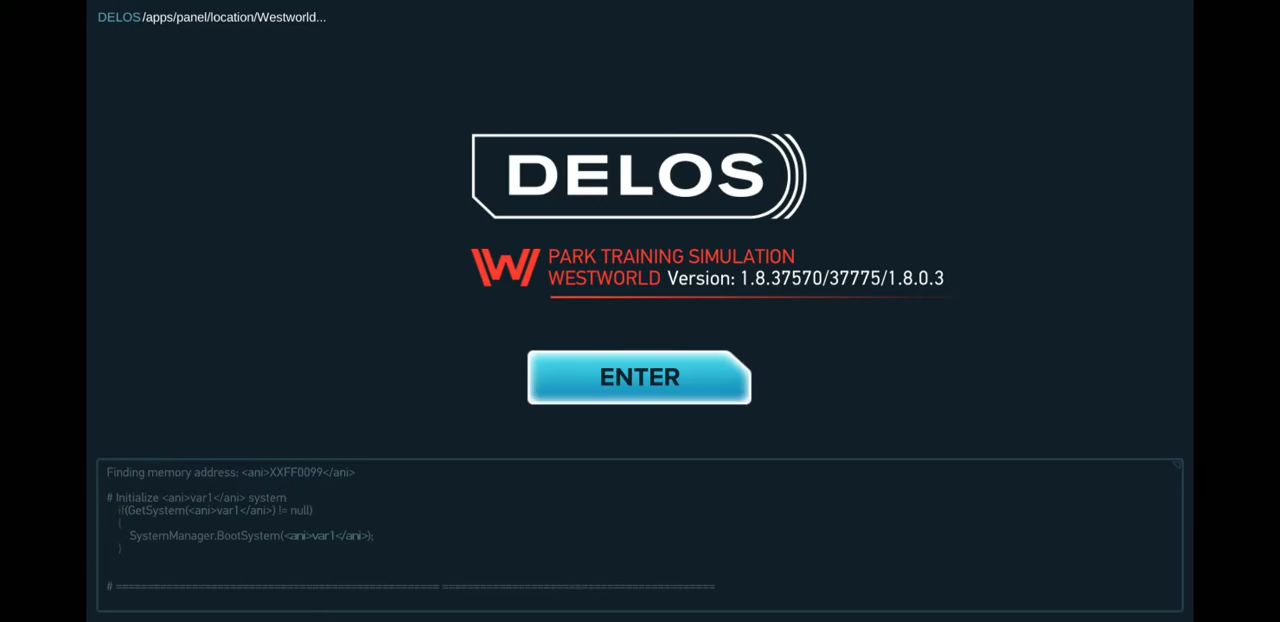 DELOS/apps/panel/location/Westworld...
DELOS
W PARK TRAINING SIMULATION
WESTWORLD Version: 1.8.37570/37775/1.8.0.3
ENTER
Finding memory address: <ani>XXFF0099</ani>
# Initialize <ani>var1</ani> system
if(GetSystem(<ani>var1</ani>) != null)
{
SystemManager.BootSystem(<ani>var1</ani>);
}
# =================================================== ===========================================